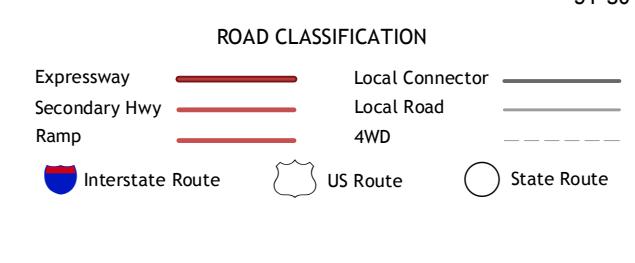 ROAD CLASSIFICATION
Expressway
Local Connector
Secondary Hwy
Local Road
Ramp
4WD
Interstate Route
US Route
State Route